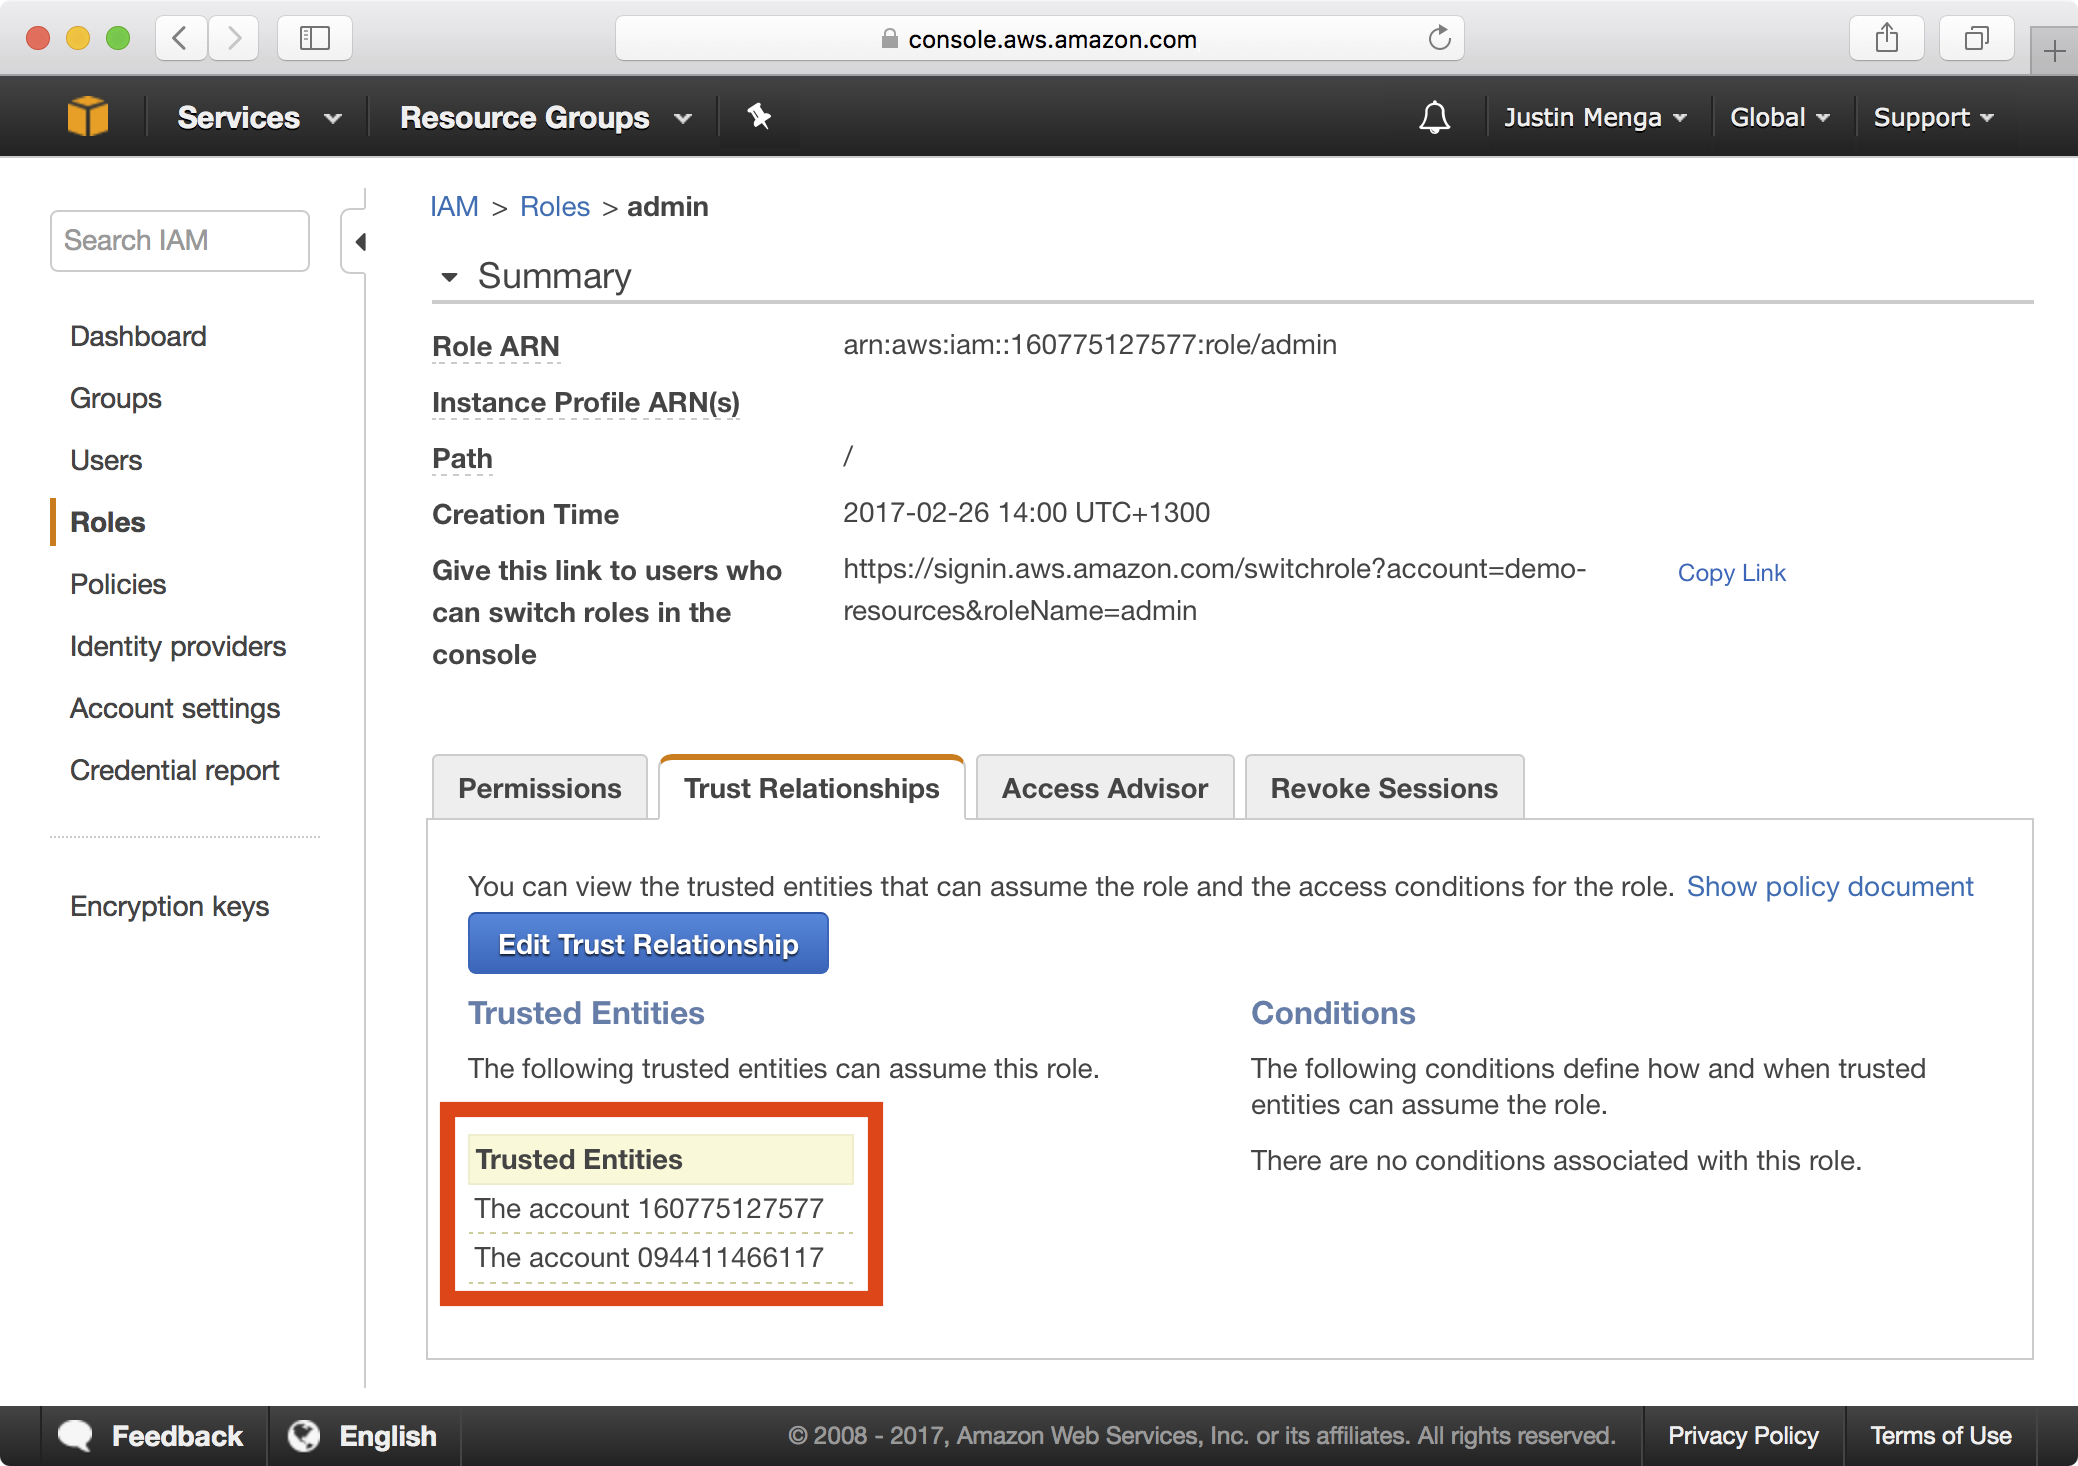 console.aws.amazon.com
Services
Resource Groups
Justin Menga
Global
Support
Search IAM
Dashboard
Groups
Users
Roles
Policies
Identity providers
Account settings
Credential report
Encryption keys
IAM > Roles > admin
Summary
Role ARN
arn:aws:iam::160775127577:role/admin
Instance Profile ARN(s)
Path
/
Creation Time
2017-02-26 14:00 UTC+1300
Give this link to users who
can switch roles in the
console
https://signin.aws.amazon.com/switchrole?account=demo-
resources&roleName=admin
Copy Link
Permissions
Trust Relationships
Access Advisor
Revoke Sessions
You can view the trusted entities that can assume the role and the access conditions for the role. Show policy document
Edit Trust Relationship
Trusted Entities
The following trusted entities can assume this role.
Trusted Entities
The account 160775127577
The account 094411466117
Conditions
The following conditions define how and when trusted
entities can assume the role.
There are no conditions associated with this role.
Feedback
English
© 2008 - 2017, Amazon Web Services, Inc. or its affiliates. All rights reserved.
Privacy Policy
Terms of Use